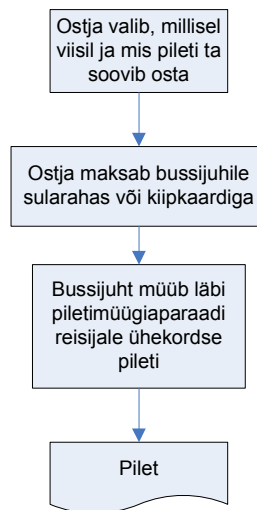 Ostja valib, millisel
viisil ja mis pileti ta
soovib osta
Ostja maksab bussijuhile
sularahas või kiipkaardiga
Bussijuht müüb läbi
piletimüügiaparaadi
reisijale ühekordse
pileti
Pilet